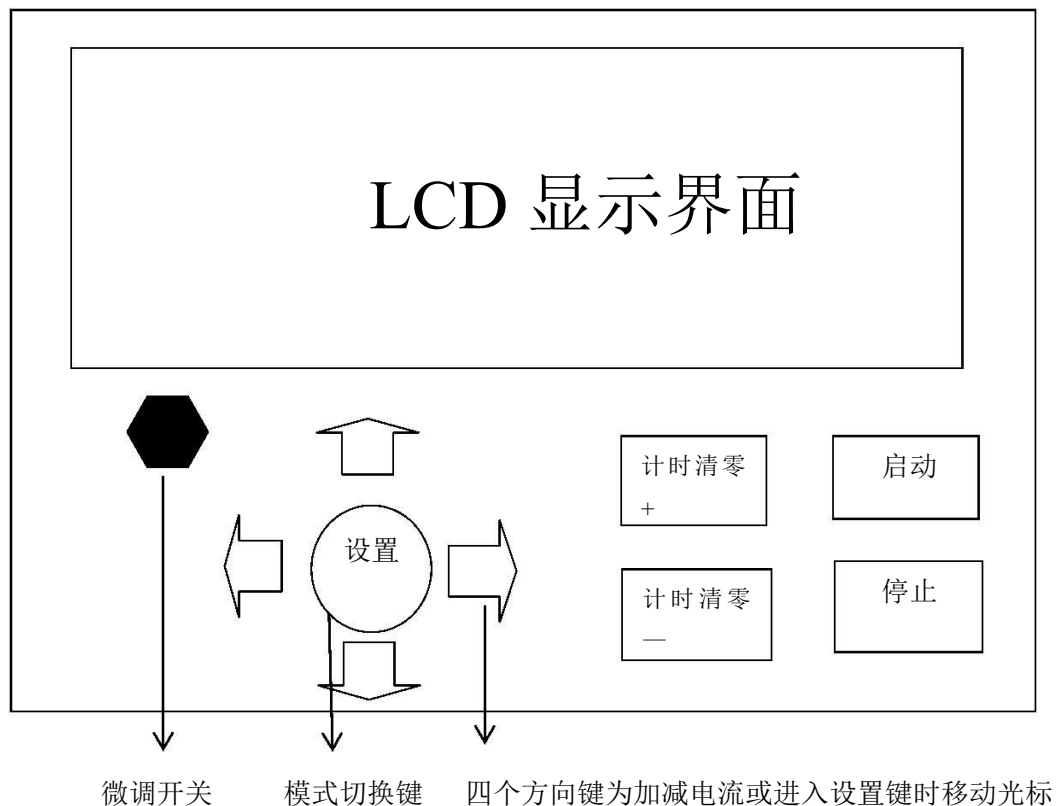 LCD 显示界面
计时清零
+
启动
设置
计时清零
—
停止
微调开关
模式切换键
四个方向键为加减电流或进入设置键时移动光标